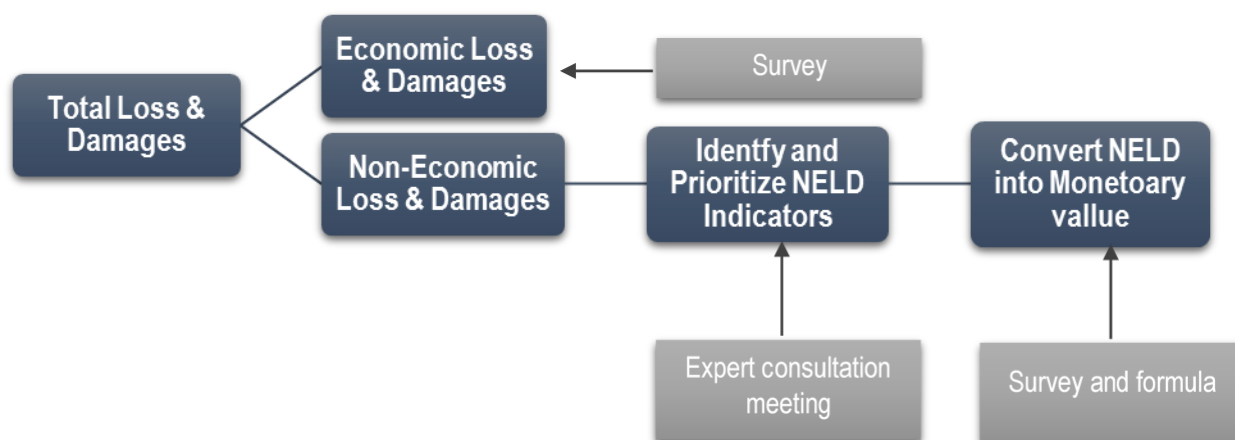 Total Loss &
Damages
Economic Loss
& Damages
Survey
Non-Economic
Loss & Damages
Identfy and
Prioritize NELD
Indicators
Convert NELD
into Monetoary
vallue
Expert consultation
meeting
Survey and formula